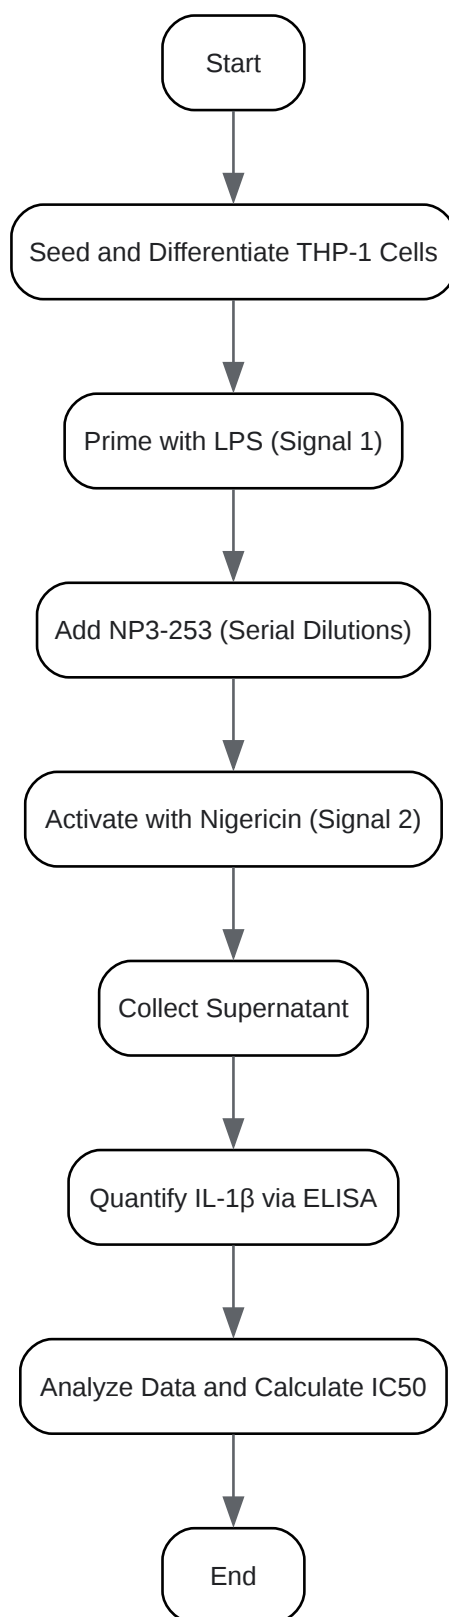 Start
Seed and Differentiate THP-1 Cells
Prime with LPS (Signal 1)
Add NP3-253 (Serial Dilutions)
Activate with Nigericin (Signal 2)
Collect Supernatant
Quantify IL-1β via ELISA
Analyze Data and Calculate IC50
End